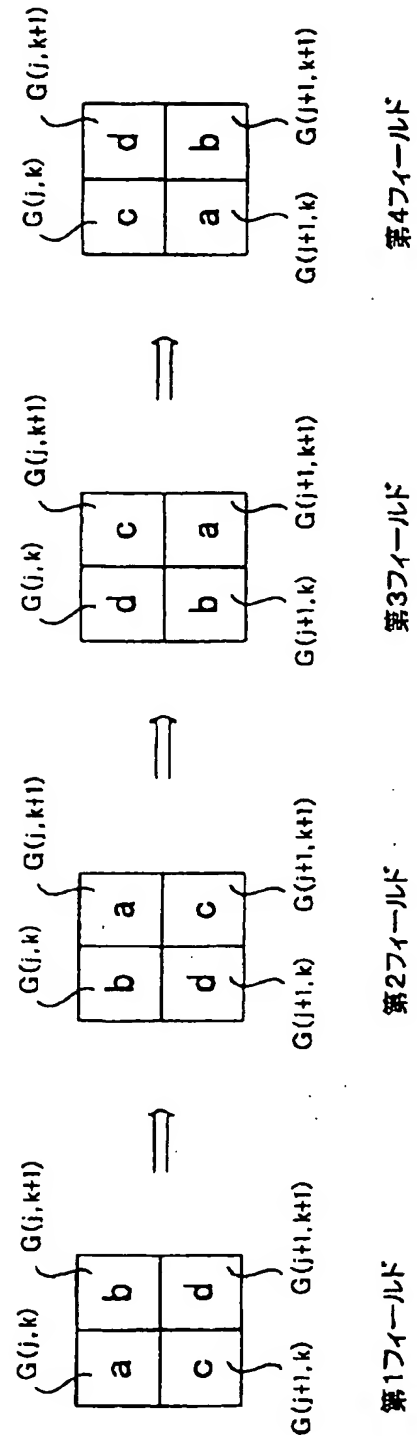 G(j,k) G(j,k+1)
a b
c d
G(j+1,k) G(j+1,k+1)
第1フィールド
G(j,k) G(j,k+1)
b a
d c
G(j+1,k) G(j+1,k+1)
第2フィールド
G(j,k) G(j,k+1)
d c
b a
G(j+1,k) G(j+1,k+1)
第3フィールド
G(j,k) G(j,k+1)
c d
a b
G(j+1,k) G(j+1,k+1)
第4フィールド